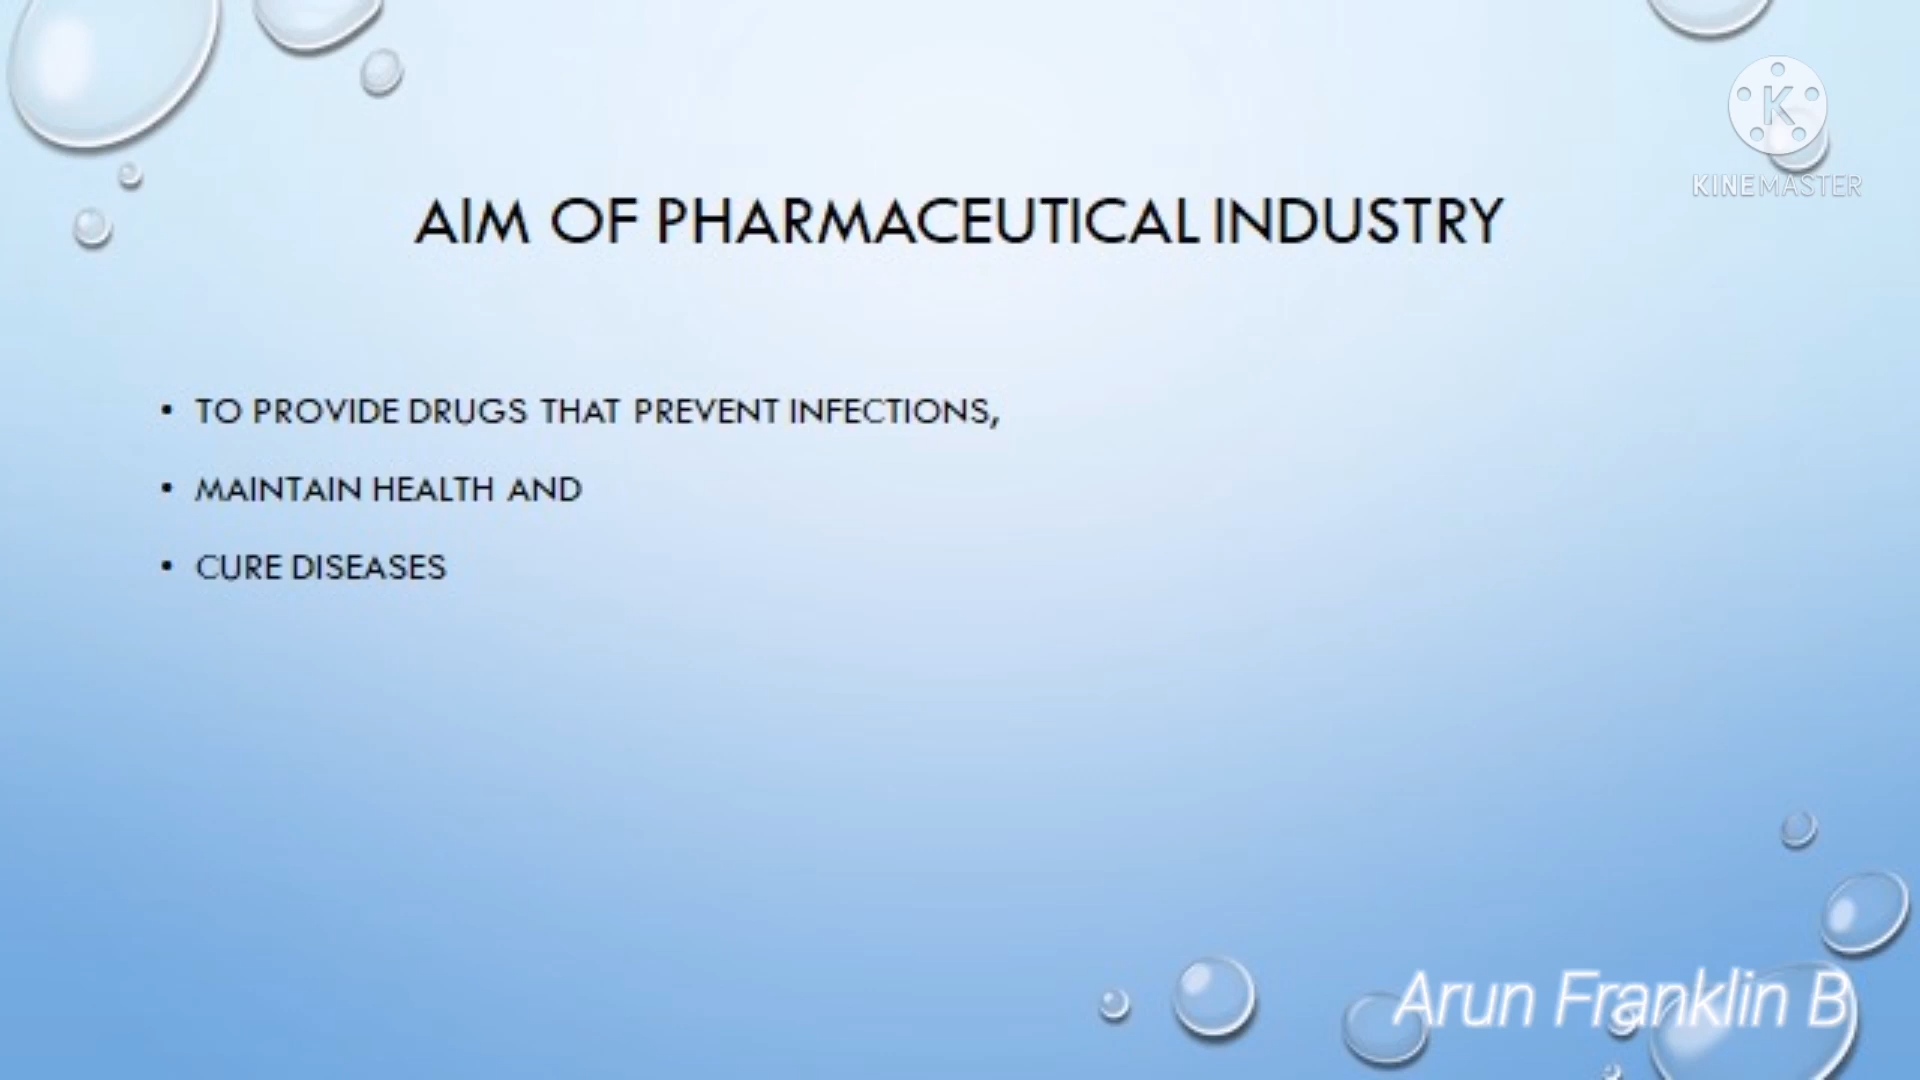 K
KINEMASTER
AIM OF PHARMACEUTICAL INDUSTRY
• TO PROVIDE DRUGS THAT PREVENT INFECTIONS,
• MAINTAIN HEALTH AND
• CURE DISEASES
Arun Franklin B